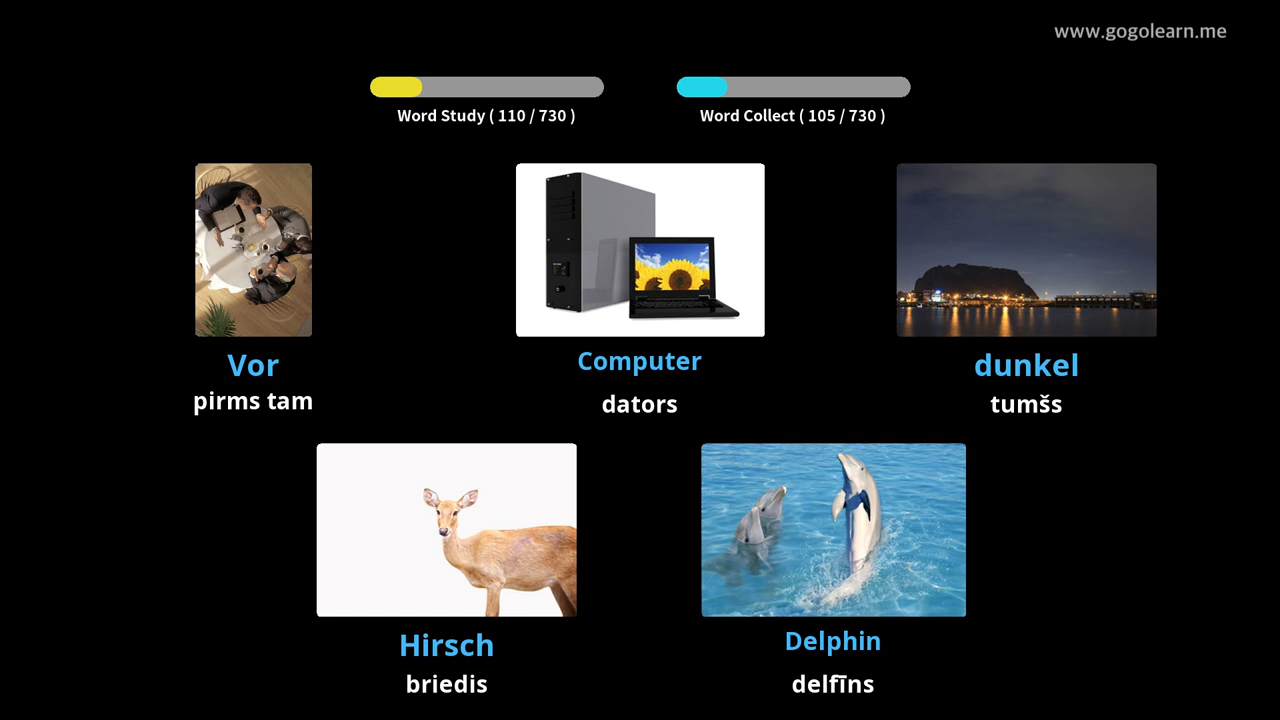 www.gogolearn.me
Word Study ( 110 / 730 )
Word Collect ( 105 / 730 )
Vor
pirms tam
Computer
dators
dunkel
tumšs
Hirsch
briedis
Delphin
delfīns